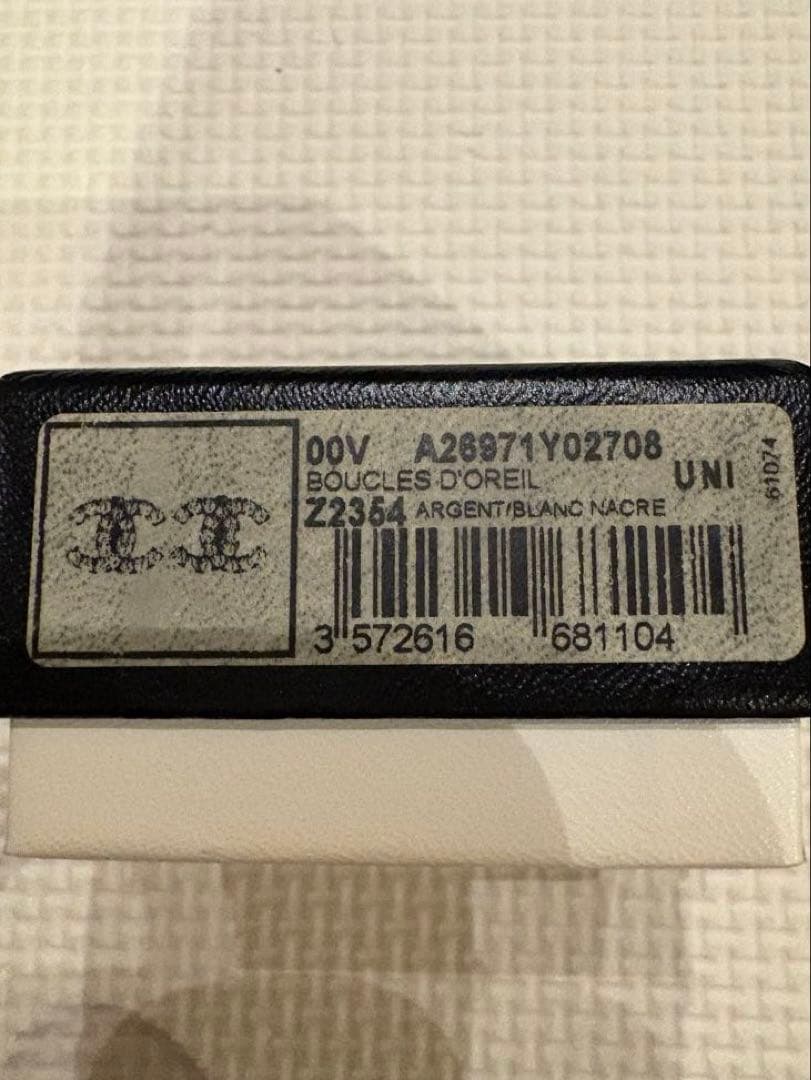 00V A26971Y02708
BOUCLES D'OREIL UNI
Z2354 ARGENT/BLANC NACRE
3 572616 681104
61074